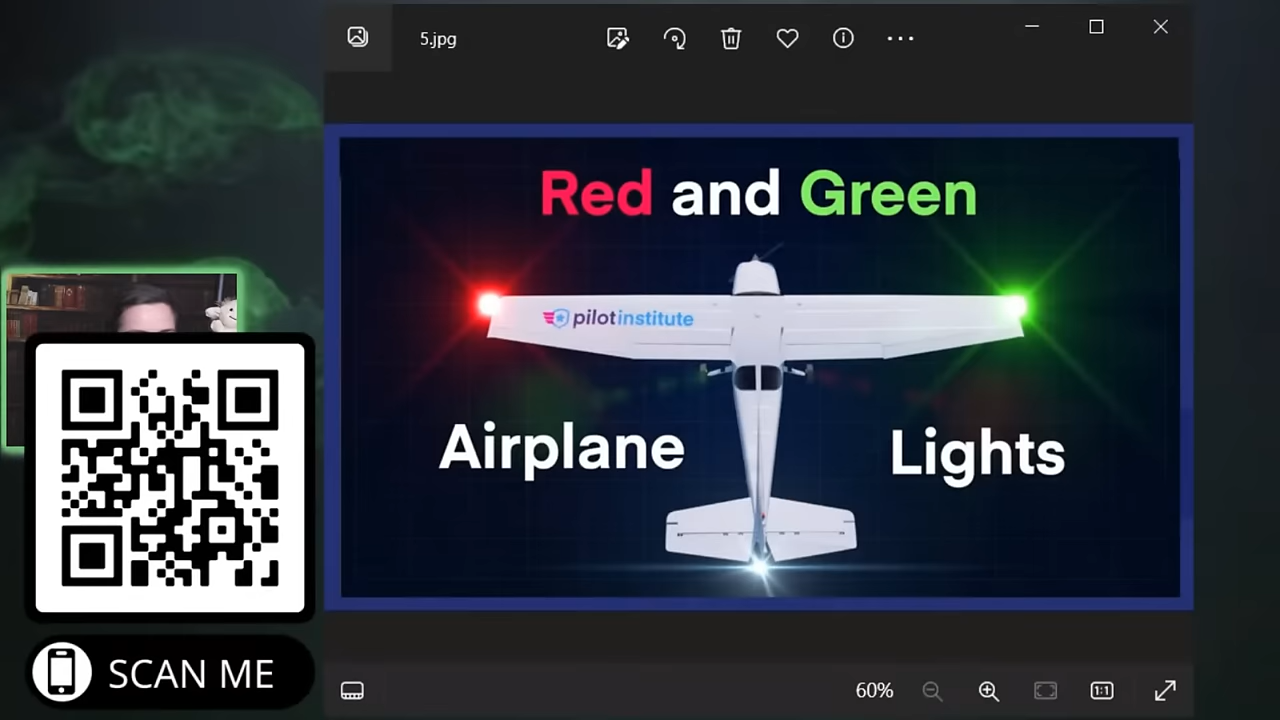 5.jpg
Red and Green
pilotinstitute
Airplane
Lights
SCAN ME
60%
1:1